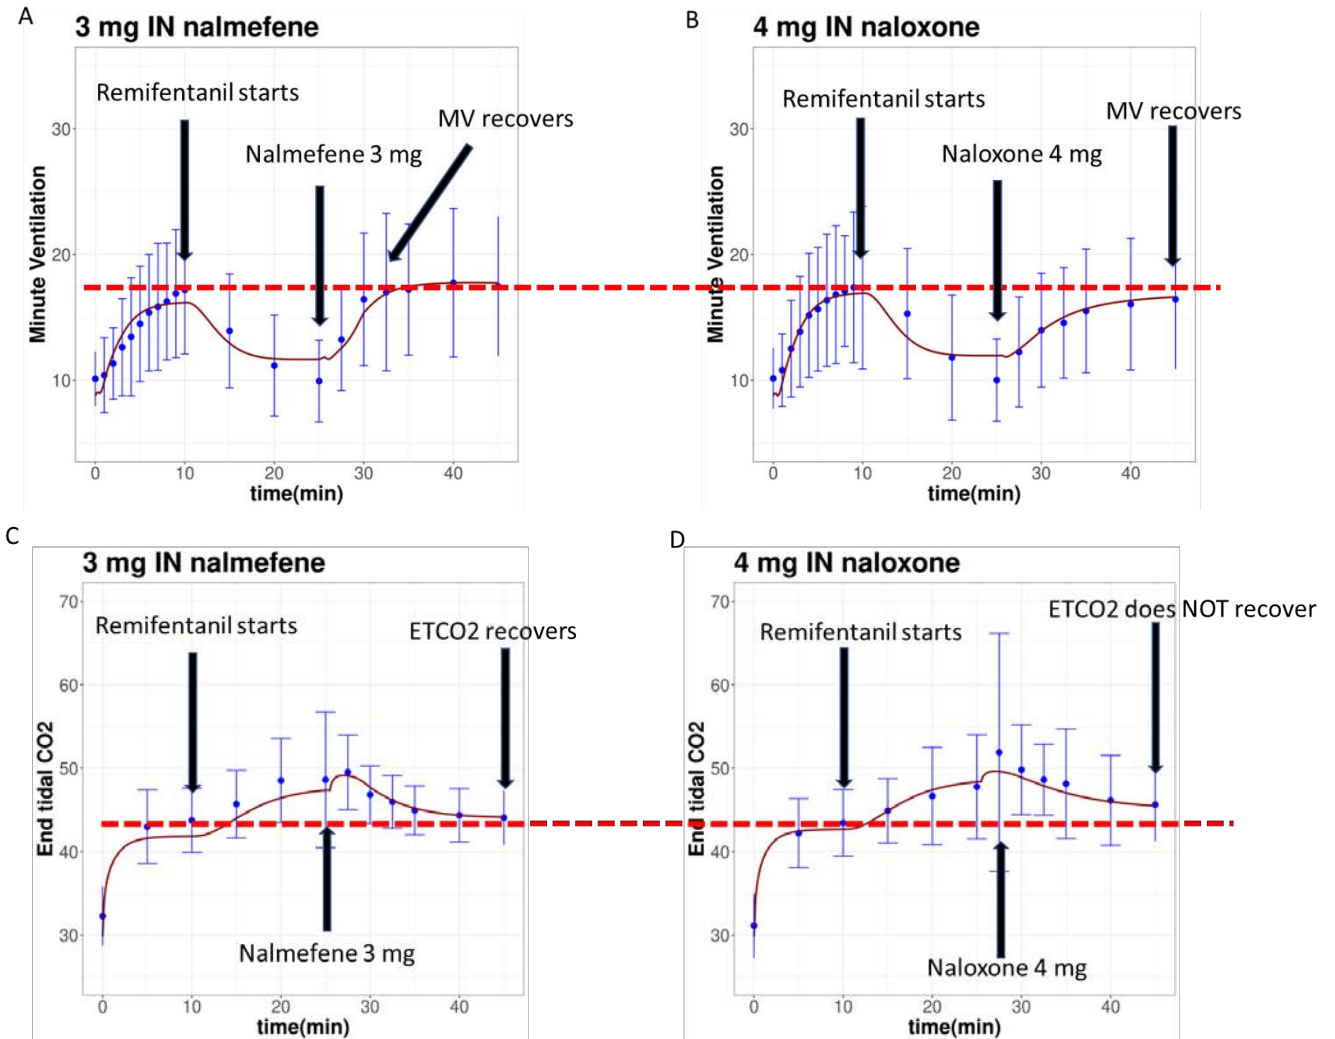 A
3 mg IN nalmefene
Remifentanil starts
MV recovers
Nalmefene 3 mg
Minute Ventilation
30
20
10
0
10
20
30
40
time(min)
B
4 mg IN naloxone
Remifentanil starts
MV recovers
Naloxone 4 mg
Minute Ventilation
30
20
10
0
10
20
30
40
time(min)
C
3 mg IN nalmefene
Remifentanil starts
ETCO2 recovers
Nalmefene 3 mg
End tidal CO2
70
60
50
40
30
0
10
20
30
40
time(min)
D
4 mg IN naloxone
ETCO2 does NOT recover
Remifentanil starts
Naloxone 4 mg
End tidal CO2
70
60
50
40
30
0
10
20
30
40
time(min)